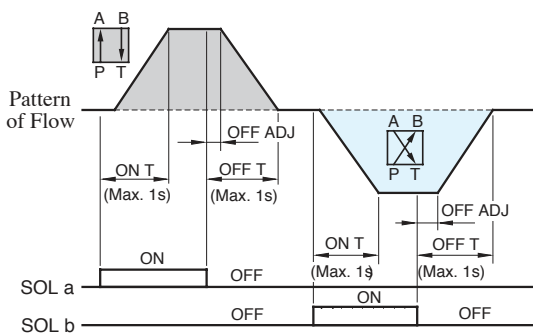 A B
P T
Pattern
of Flow
OFF ADJ
ON T
OFF T
(Max. 1s)
(Max. 1s)
A B
P T
OFF ADJ
ON T
OFF T
(Max. 1s)
(Max. 1s)
ON
OFF
SOL a
ON
OFF
OFF
SOL b